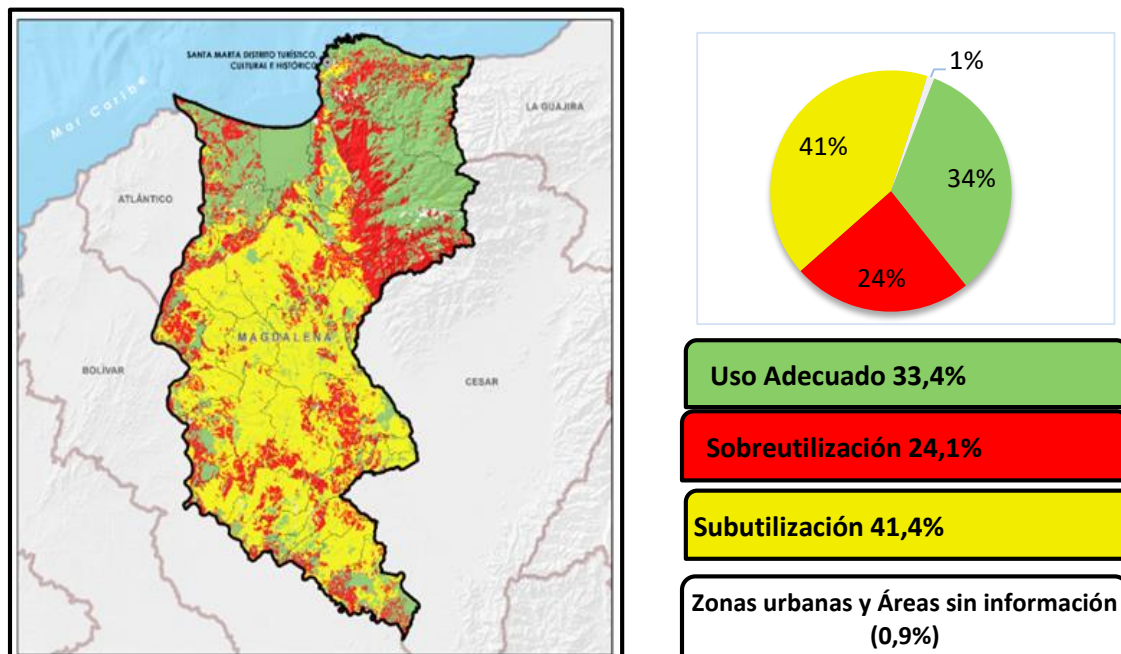 SANTA MARTA DISTRITO TURÍSTICO,
CULTURAL E HISTÓRICO
Mar Caribe
LA GUAJIRA
ATLÁNTICO
MAGDALENA
BOLÍVAR
CESAR
1%
41%
34%
24%
Uso Adecuado 33,4%
Sobreutilización 24,1%
Subutilización 41,4%
Zonas urbanas y Áreas sin información
(0,9%)